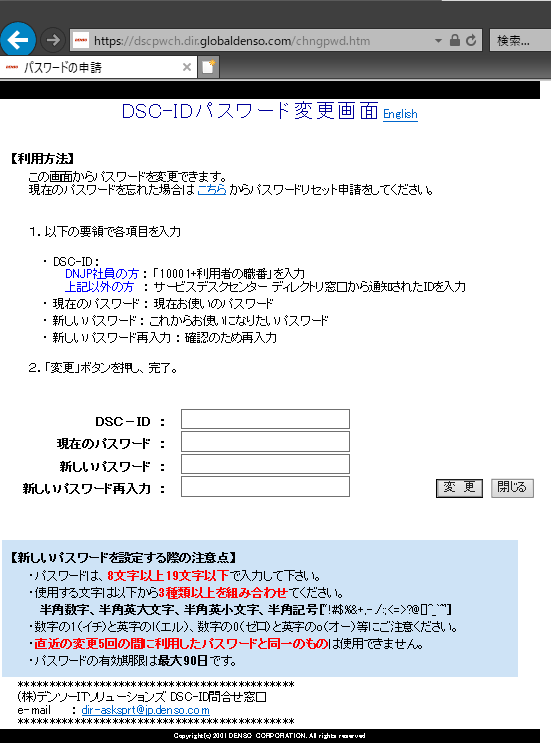 https://dscpwch.dir.globaldenso.com/chngpwd.htm
検索...
DENSO パスワードの申請
DSC-IDパスワード変更画面 English
【利用方法】
この画面からパスワードを変更できます。
現在のパスワードを忘れた場合は こちら からパスワードリセット申請をしてください。
1. 以下の要領で各項目を入力
・ DSC-ID：
DNJP社員の方 ： 「10001+利用者の職番」を入力
上記以外の方 ： サービスデスクセンター ディレクトリ窓口から通知されたIDを入力
・ 現在のパスワード ： 現在お使いのパスワード
・ 新しいパスワード ： これからお使いになりたいパスワード
・ 新しいパスワード再入力 ： 確認のため再入力
2. 「変更」ボタンを押し、完了。
DSC－ID ：
現在のパスワード ：
新しいパスワード ：
新しいパスワード再入力 ：
変 更 閉じる
【新しいパスワードを設定する際の注意点】
・パスワードは、8文字以上19文字以下で入力して下さい。
・使用する文字は以下から3種類以上を組み合わせてください。
半角数字、半角英大文字、半角英小文字、半角記号["!#$%&+,-./:;<=>?@[]^_`~"]
・数字の1(イチ)と英字のl(エル)、数字の0(ゼロ)と英字のo(オー)等にご注意ください。
・直近の変更5回の間に利用したパスワードと同一のものは使用できません。
・パスワードの有効期限は最大90日です。
********************************************
(株)デンソーITソリューションズ DSC-ID問合せ窓口
e-mail ： dir-asksprt@jp.denso.com
********************************************
Copyright(c) 2001 DENSO CORPORATION. All rights reserved